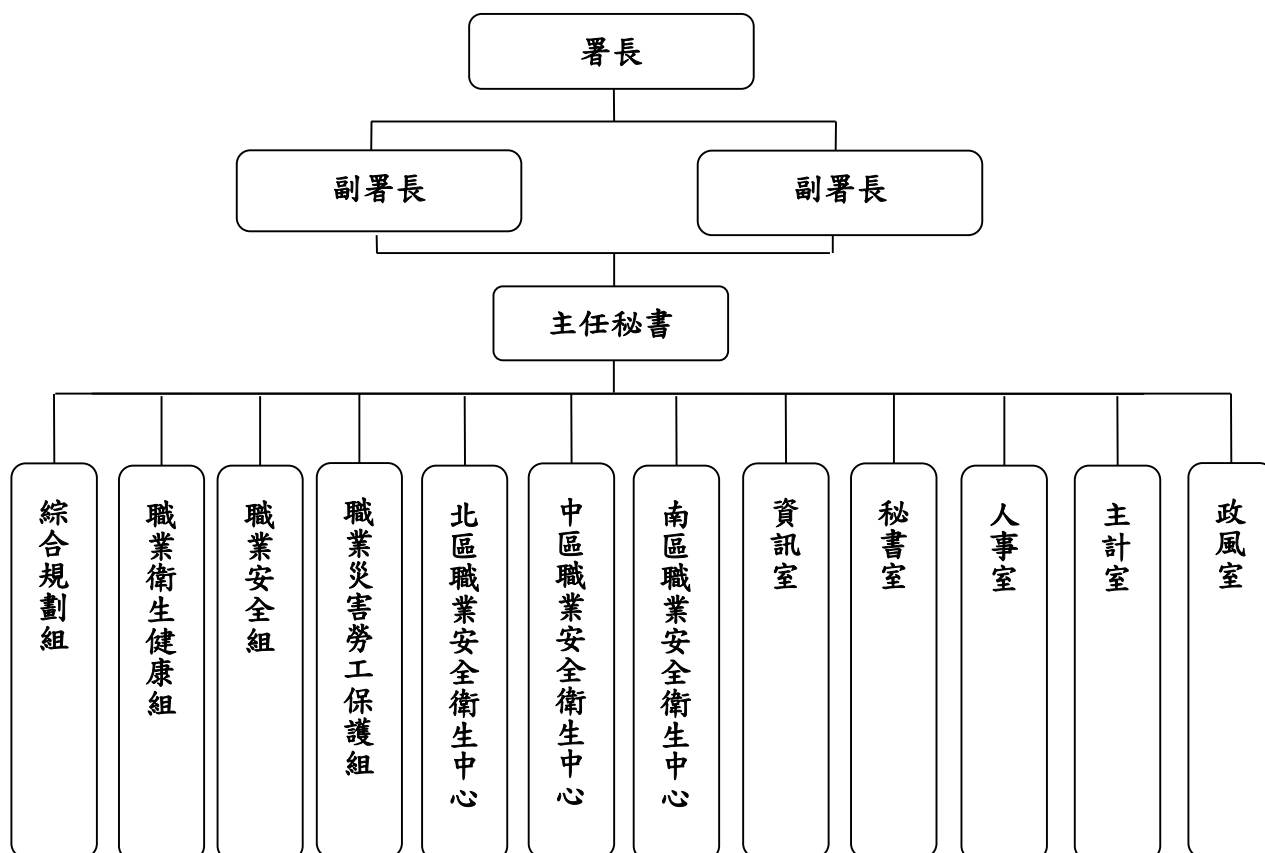 署長
副署長
副署長
主任秘書
綜合規劃組
職業衛生健康組
職業安全組
職業災害勞工保護組
北區職業安全衛生中心
中區職業安全衛生中心
南區職業安全衛生中心
資訊室
秘書室
人事室
主計室
政風室